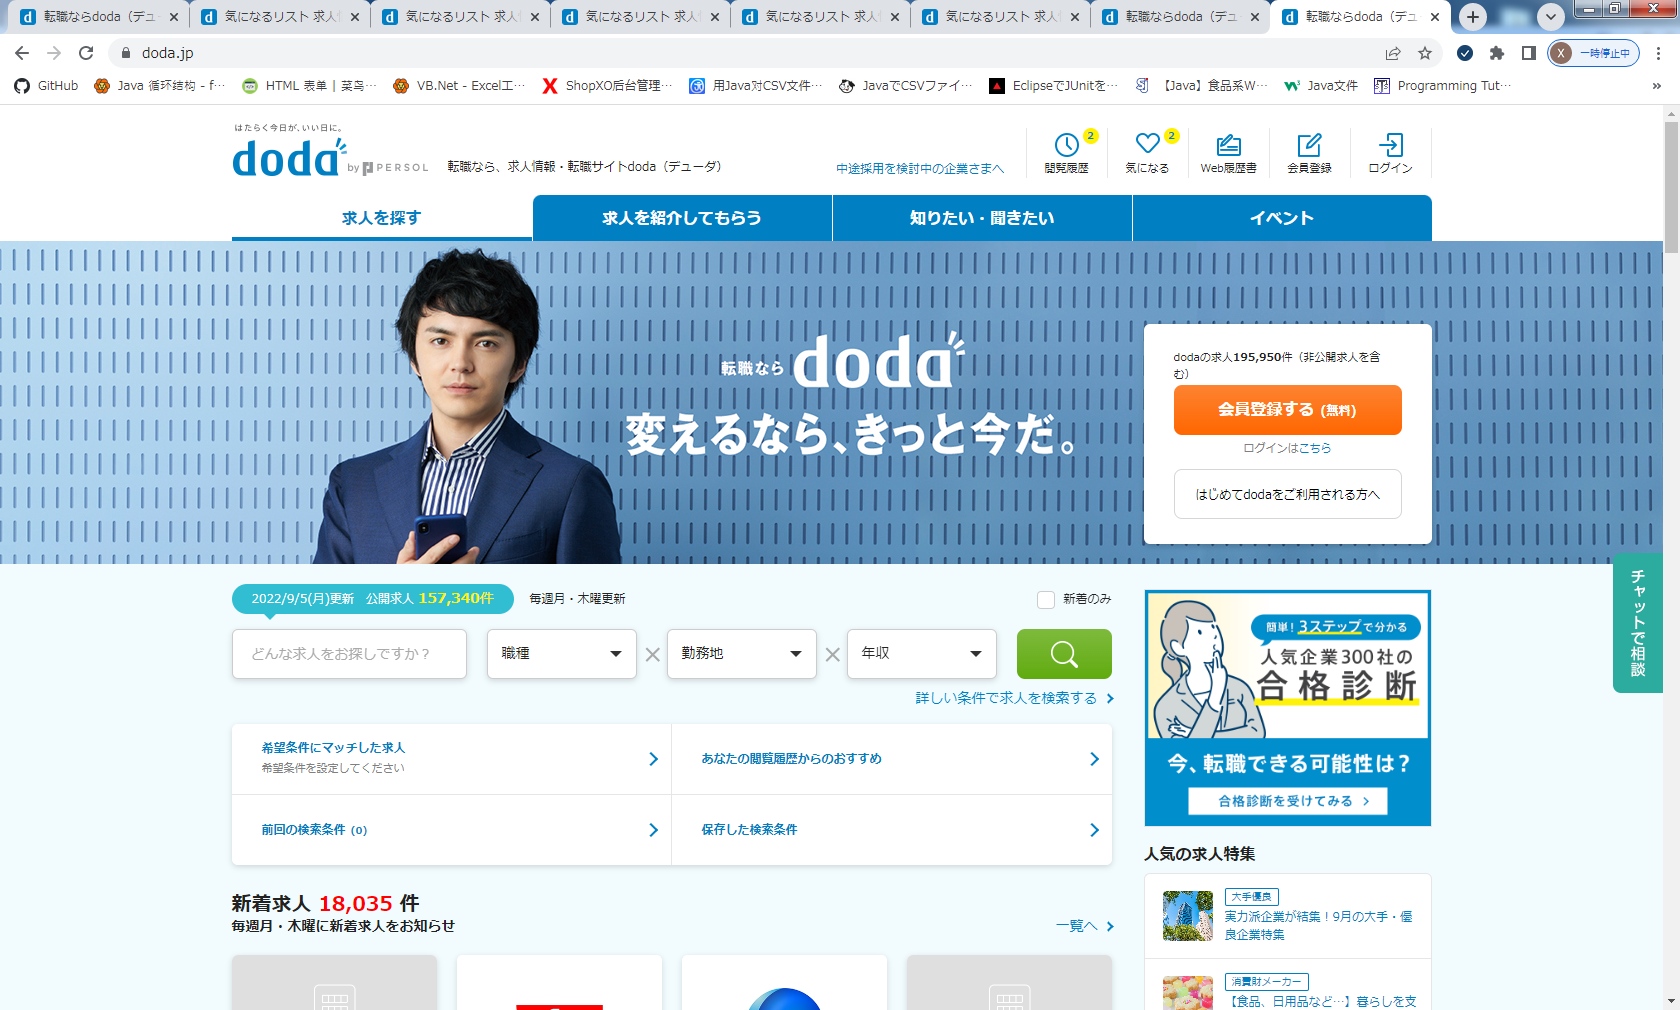 転職ならdoda（デュー
気になるリスト 求人
気になるリスト 求人
気になるリスト 求人
気になるリスト 求人
気になるリスト 求人
転職ならdoda（デュー
転職ならdoda（デュー
doda.jp
X 一時停止中
GitHub
Java 循环结构 - f…
HTML 表单 | 菜鸟…
VB.Net - Excel工…
ShopXO后台管理…
用Java对CSV文件…
JavaでCSVファイ…
EclipseでJUnitを…
【Java】食品系W…
Java文件
Programming Tut…
はたらく今日が、いい日に。
doda by PERSOL
転職なら、求人情報・転職サイトdoda（デューダ）
中途採用を検討中の企業さまへ
2
閲覧履歴
2
気になる
Web履歴書
会員登録
ログイン
求人を探す
求人を紹介してもらう
知りたい・聞きたい
イベント
転職なら doda
変えるなら、きっと今だ。
dodaの求人195,950件（非公開求人を含
む）
会員登録する (無料)
ログインはこちら
はじめてdodaをご利用される方へ
チャットで相談
2022/9/5(月)更新 公開求人 157,340件
毎週月・木曜更新
新着のみ
どんな求人をお探しですか？
職種
勤務地
年収
詳しい条件で求人を検索する
希望条件にマッチした求人
希望条件を設定してください
あなたの閲覧履歴からのおすすめ
前回の検索条件 (0)
保存した検索条件
簡単！3ステップで分かる
人気企業300社の
合格診断
今、転職できる可能性は？
合格診断を受けてみる
新着求人 18,035 件
毎週月・木曜に新着求人をお知らせ
一覧へ
人気の求人特集
大手優良
実力派企業が結集！9月の大手・優
良企業特集
消費財メーカー
【食品、日用品など…】暮らしを支